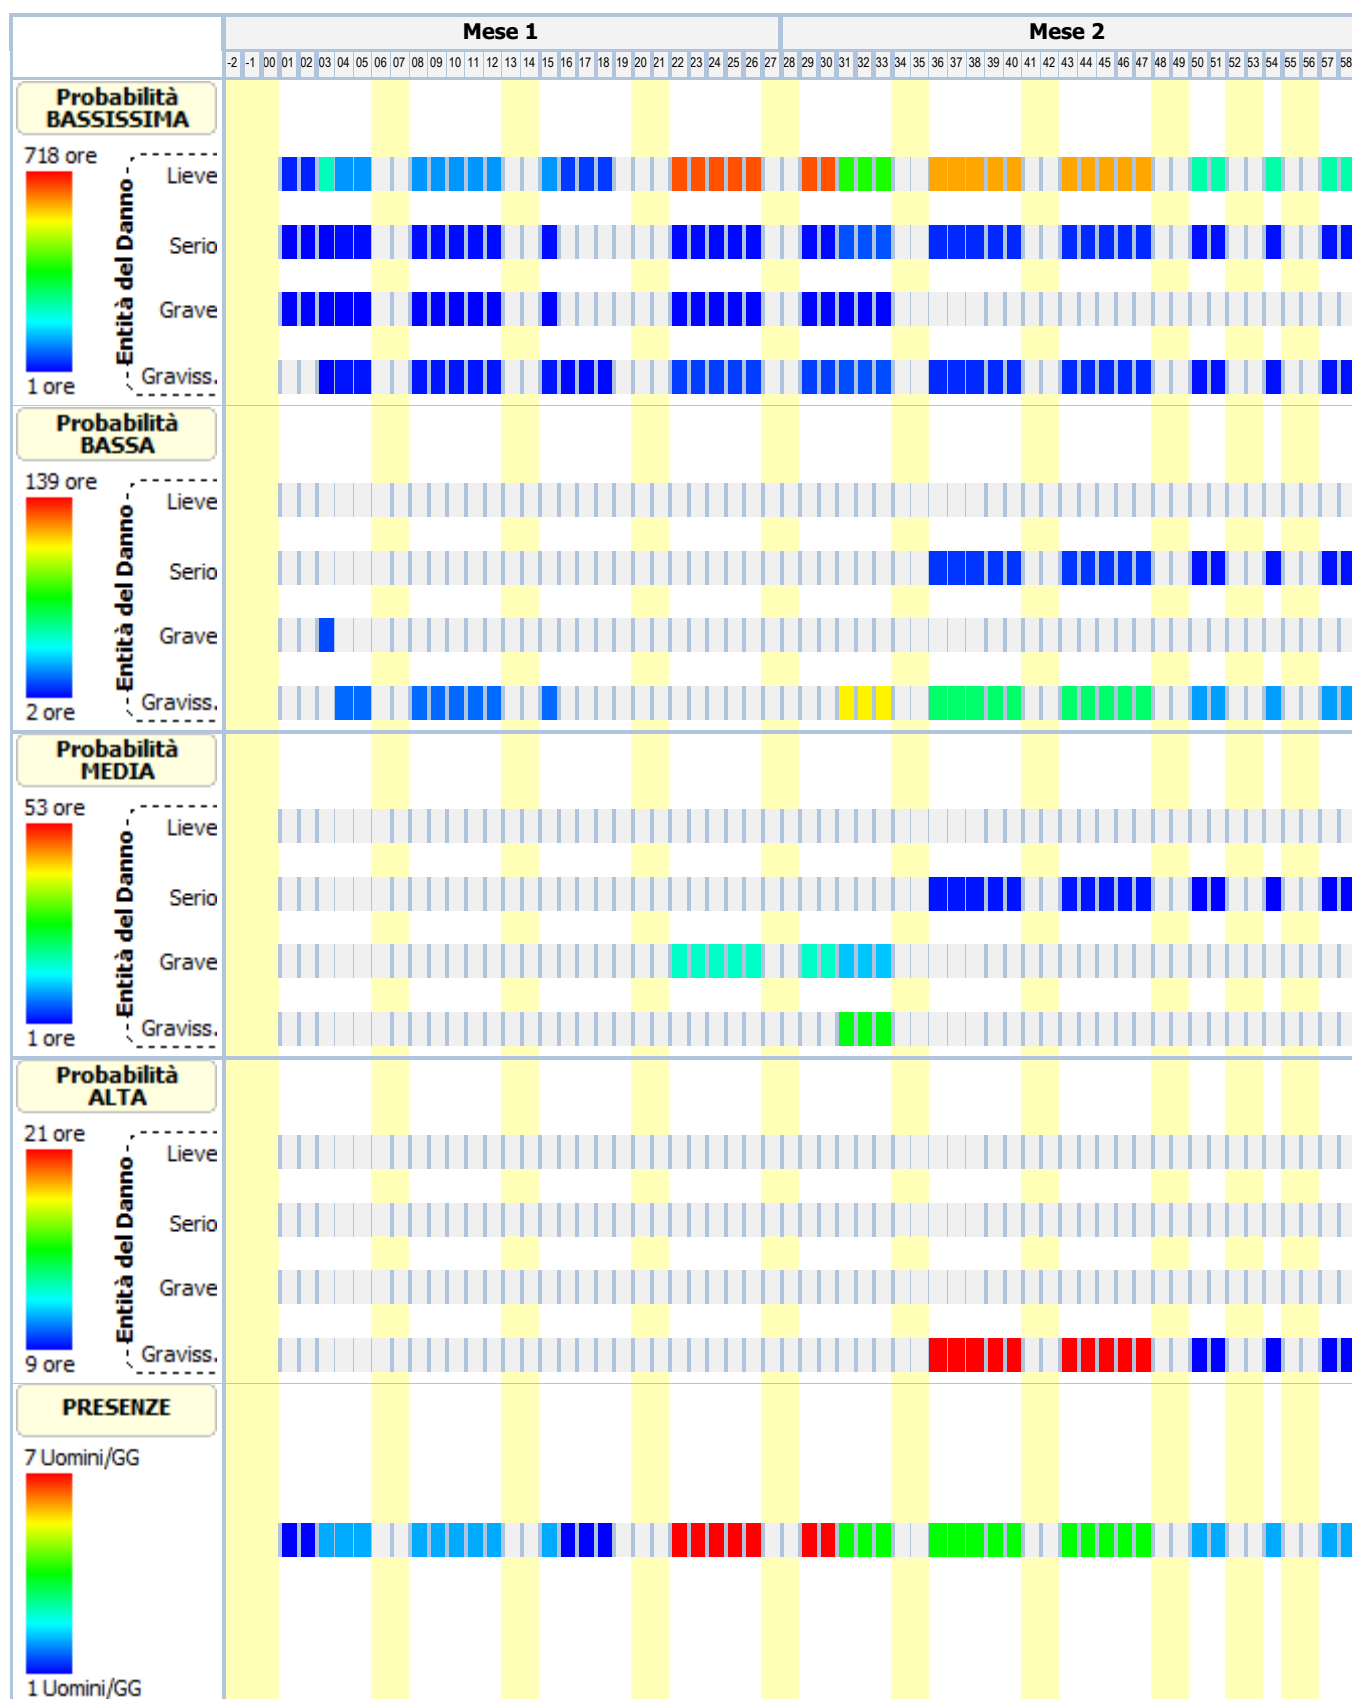 Mese 1 Mese 2
-2 -1 00 01 02 03 04 05 06 07 08 09 10 11 12 13 14 15 16 17 18 19 20 21 22 23 24 25 26 27 28 29 30 31 32 33 34 35 36 37 38 39 40 41 42 43 44 45 46 47 48 49 50 51 52 53 54 55 56 57 58
Probabilità
BASSISSIMA
718 ore
Entità del Danno
Lieve
Serio
Grave
Graviss.
1 ore
Probabilità
BASSA
139 ore
Entità del Danno
Lieve
Serio
Grave
Graviss.
2 ore
Probabilità
MEDIA
53 ore
Entità del Danno
Lieve
Serio
Grave
Graviss.
1 ore
Probabilità
ALTA
21 ore
Entità del Danno
Lieve
Serio
Grave
Graviss.
9 ore
PRESENZE
7 Uomini/GG
1 Uomini/GG